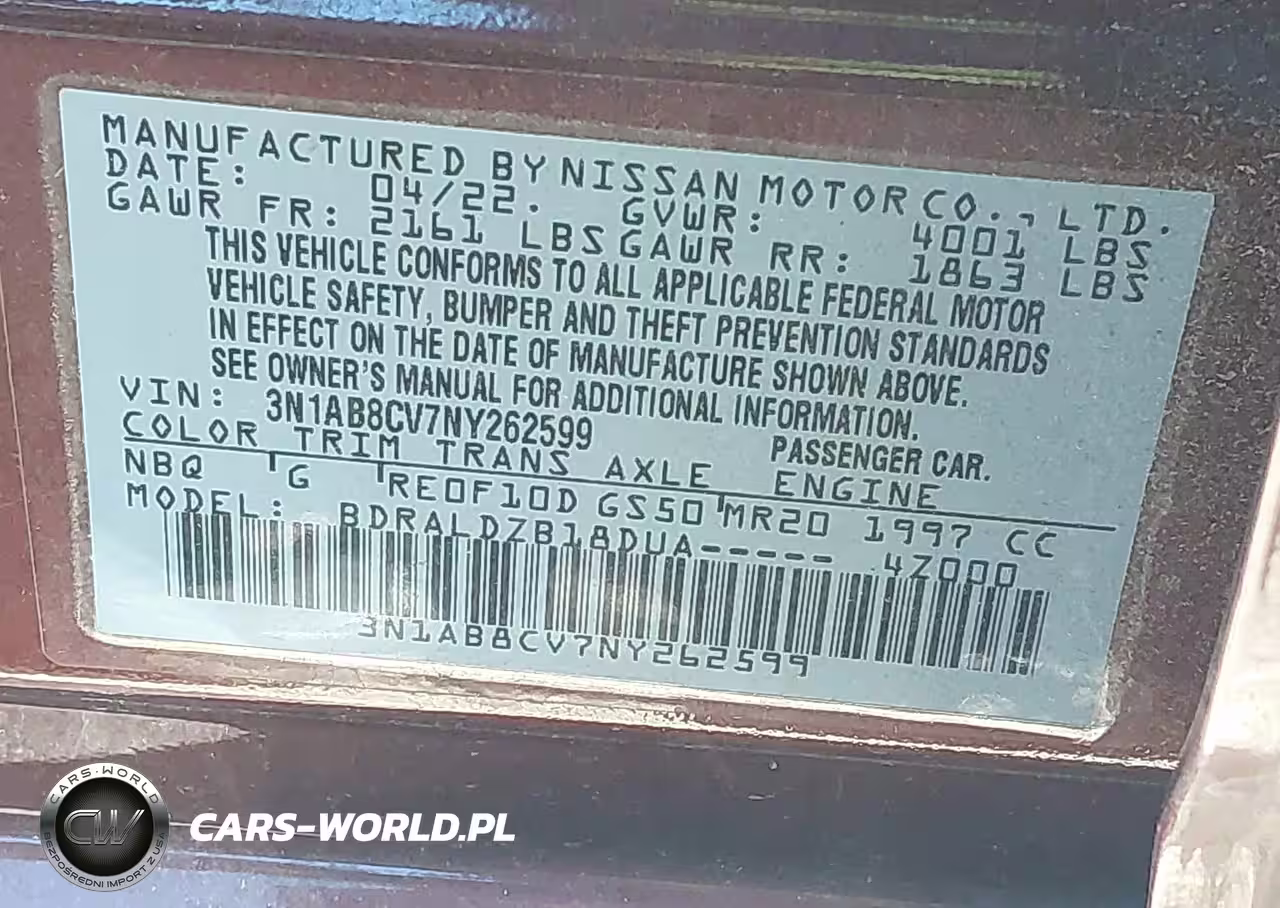 MANUFACTURED BY NISSAN MOTOR CO., LTD.
DATE: 04/22. GVWR: 4001 LBS
GAWR FR: 2161 LBS GAWR RR: 1863 LBS
THIS VEHICLE CONFORMS TO ALL APPLICABLE FEDERAL MOTOR
VEHICLE SAFETY, BUMPER AND THEFT PREVENTION STANDARDS
IN EFFECT ON THE DATE OF MANUFACTURE SHOWN ABOVE.
SEE OWNER'S MANUAL FOR ADDITIONAL INFORMATION.
VIN: 3N1AB8CV7NY262599 PASSENGER CAR.
COLOR TRIM TRANS AXLE ENGINE
NBQ G RE0F10D GS50 MR20 1997 CC
MODEL: BDRALDZB18DUA----- 4Z000
3N1AB8CV7NY262599
CARS-WORLD
CW
BEZPOŚREDNI IMPORT Z USA
CARS-WORLD.PL